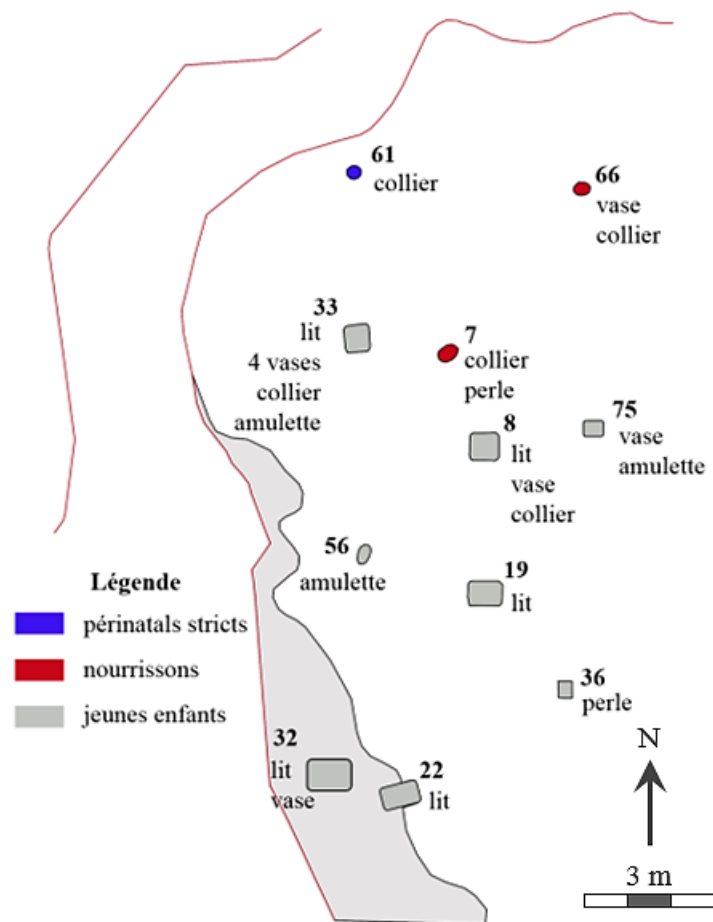 61
collier
66
vase
collier
33
lit
4 vases
collier
amulette
7
collier
perle
75
vase
amulette
8
lit
vase
collier
56
amulette
19
lit
Légende
périnatals stricts
nourrissons
jeunes enfants
36
perle
32
lit
vase
22
lit
N
3 m